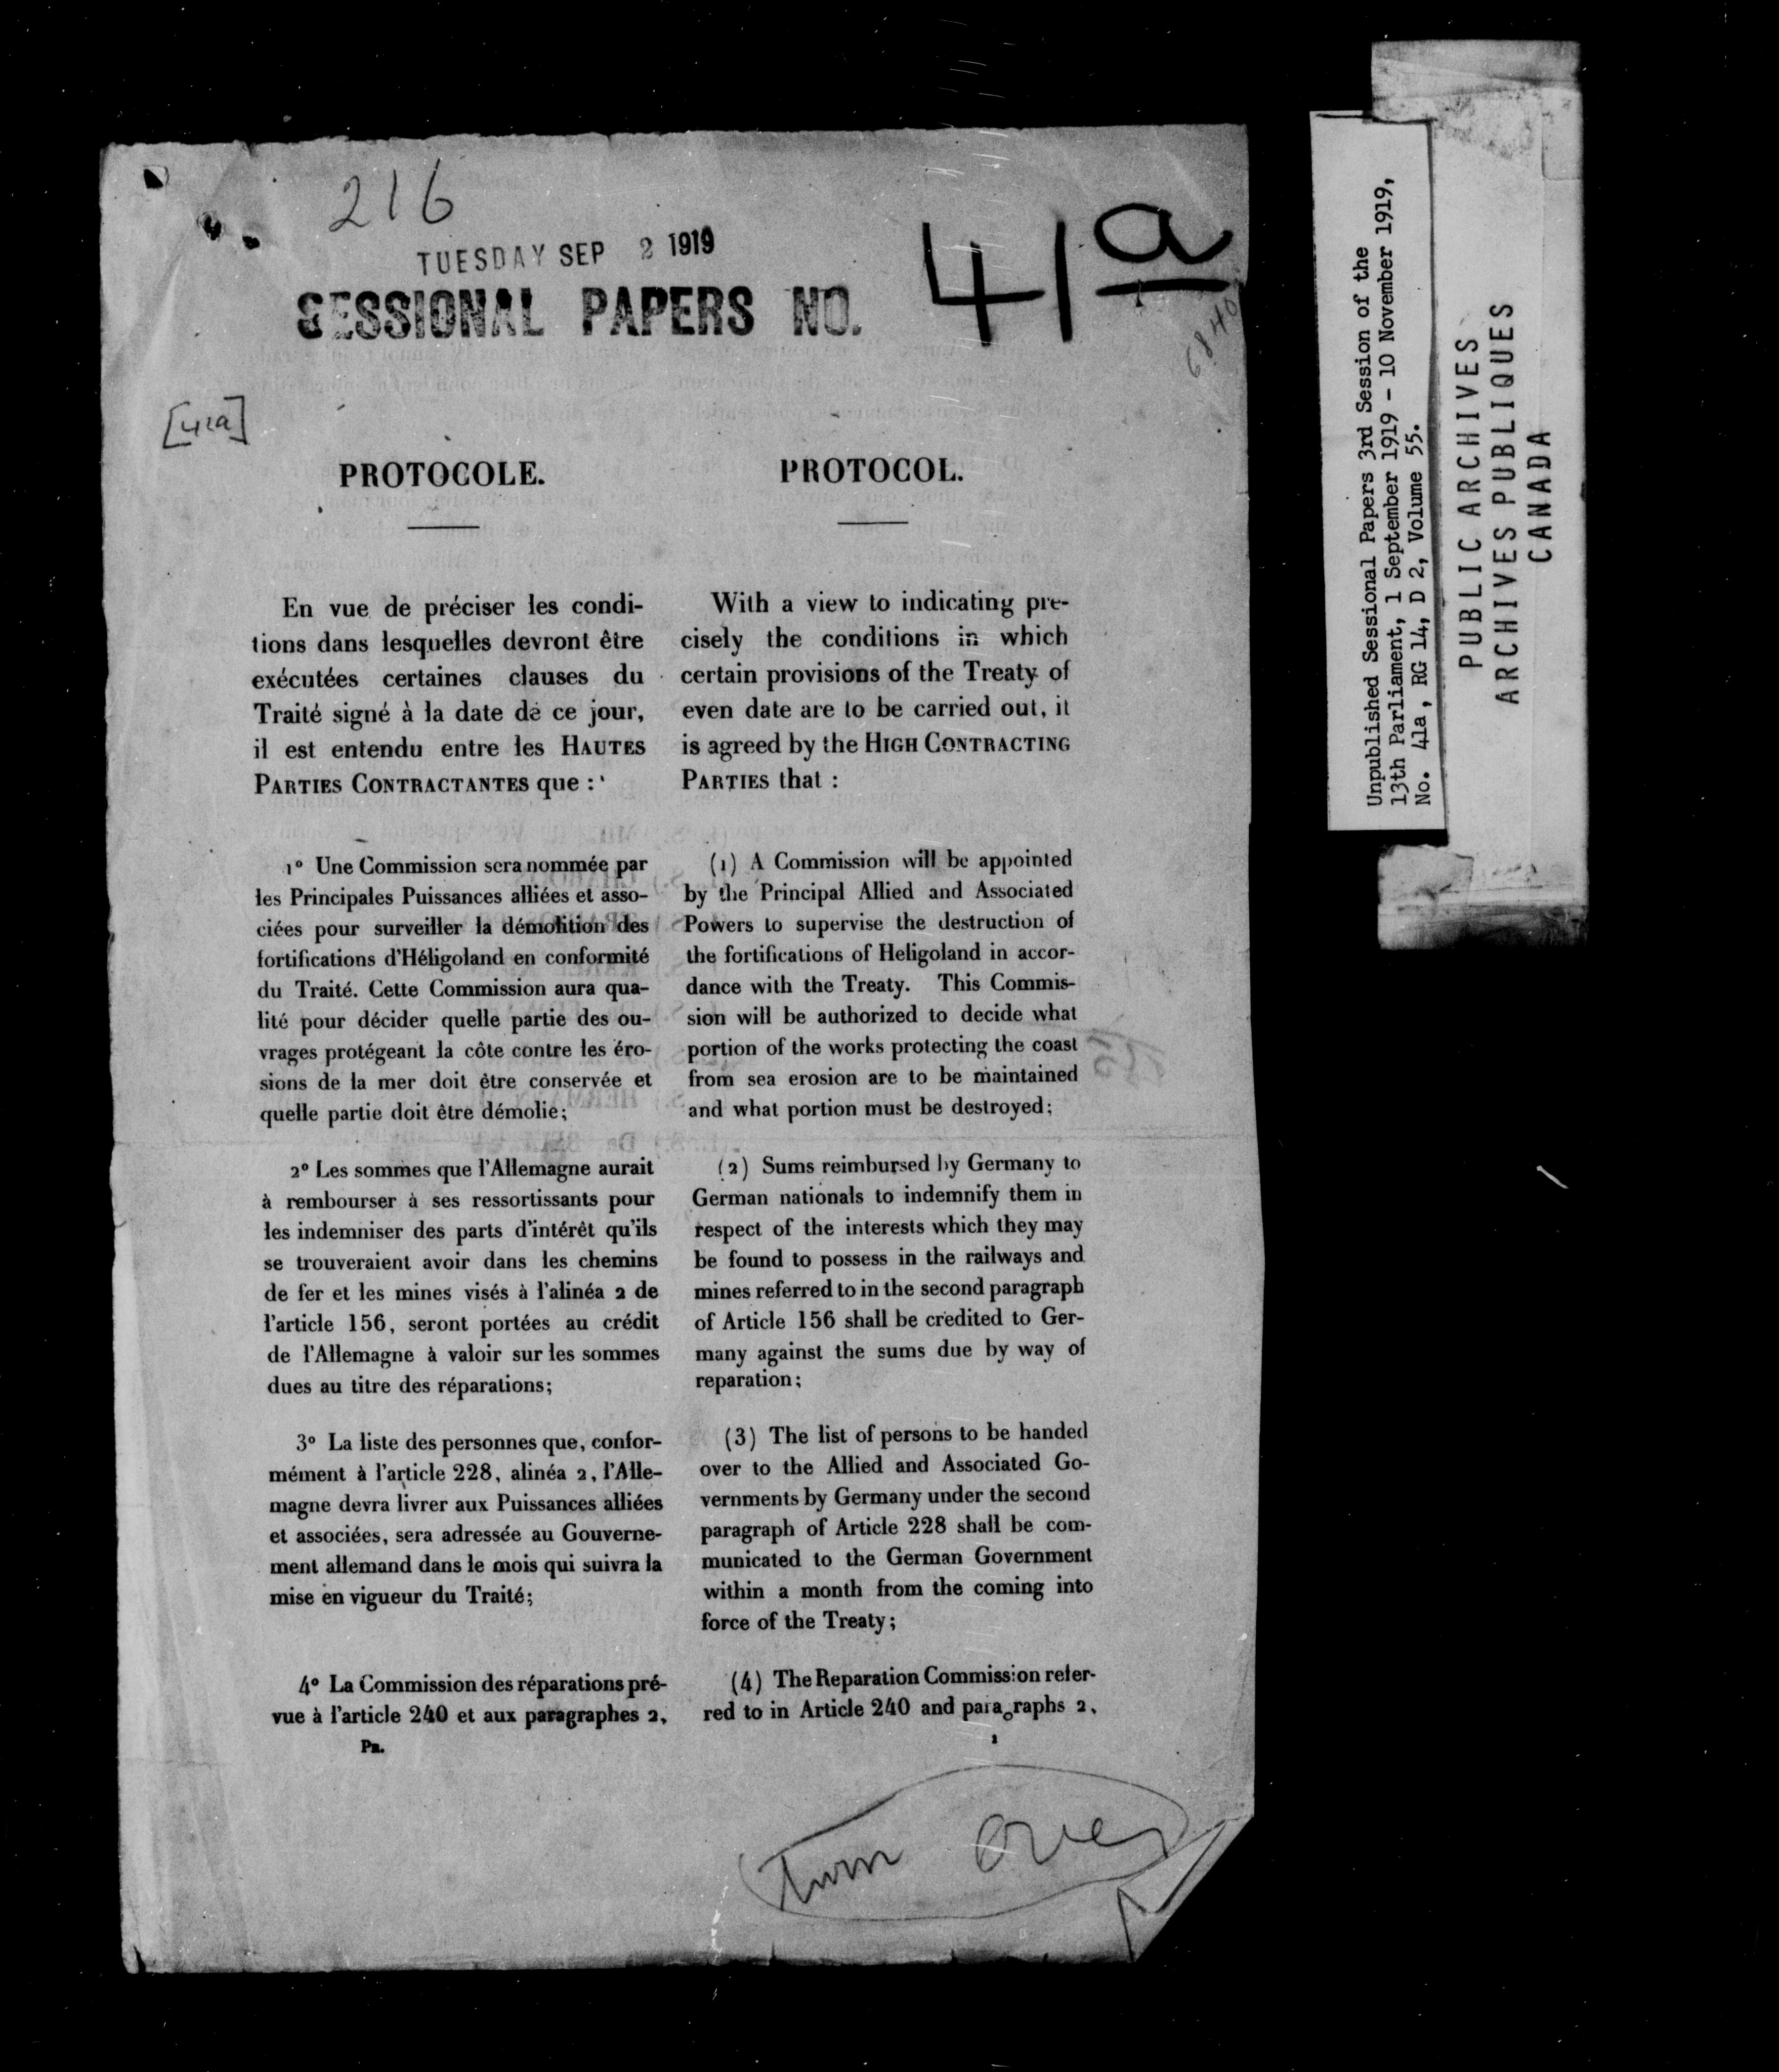 216
TUESDAY SEP 2 1919
SESSIONAL PAPERS NO. 41a
[41a]
PROTOCOLE.
En vue de préciser les condi-
tions dans lesquelles devront être
exécutées certaines clauses du
Traité signé à la date de ce jour,
il est entendu entre les HAUTES
PARTIES CONTRACTANTES que :
1º Une Commission sera nommée par
les Principales Puissances alliées et asso-
ciées pour surveiller la démolition des
fortifications d'Héligoland en conformité
du Traité. Cette Commission aura qua-
lité pour décider quelle partie des ou-
vrages protégeant la côte contre les éro-
sions de la mer doit être conservée et
quelle partie doit être démolie;
2º Les sommes que l'Allemagne aurait
à rembourser à ses ressortissants pour
les indemniser des parts d'intérêt qu'ils
se trouveraient avoir dans les chemins
de fer et les mines visés à l'alinéa 2 de
l'article 156, seront portées au crédit
de l'Allemagne à valoir sur les sommes
dues au titre des réparations;
3º La liste des personnes que, confor-
mément à l'article 228, alinéa 2, l'Alle-
magne devra livrer aux Puissances alliées
et associées, sera adressée au Gouverne-
ment allemand dans le mois qui suivra la
mise en vigueur du Traité;
4º La Commission des réparations pré-
vue à l'article 240 et aux paragraphes 2,
PROTOCOL.
With a view to indicating pre-
cisely the conditions in which
certain provisions of the Treaty of
even date are to be carried out, it
is agreed by the HIGH CONTRACTING
PARTIES that :
(1) A Commission will be appointed
by the Principal Allied and Associated
Powers to supervise the destruction of
the fortifications of Heligoland in accor-
dance with the Treaty. This Commis-
sion will be authorized to decide what
portion of the works protecting the coast
from sea erosion are to be maintained
and what portion must be destroyed;
(2) Sums reimbursed by Germany to
German nationals to indemnify them in
respect of the interests which they may
be found to possess in the railways and
mines referred to in the second paragraph
of Article 156 shall be credited to Ger-
many against the sums due by way of
reparation;
(3) The list of persons to be handed
over to the Allied and Associated Go-
vernments by Germany under the second
paragraph of Article 228 shall be com-
municated to the German Government
within a month from the coming into
force of the Treaty;
(4) The Reparation Commission refer-
red to in Article 240 and paragraphs 2,
Turn Over
Unpublished Sessional Papers 3rd Session of the
13th Parliament, 1 September 1919 - 10 November 1919,
No. 41a, RG 14, D 2, Volume 55.
PUBLIC ARCHIVES
ARCHIVES PUBLIQUES
CANADA